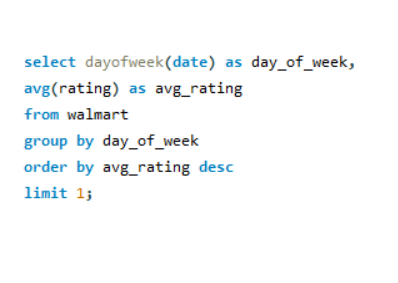 select dayofweek(date) as day_of_week,
avg(rating) as avg_rating
from walmart
group by day_of_week
order by avg_rating desc
limit 1;